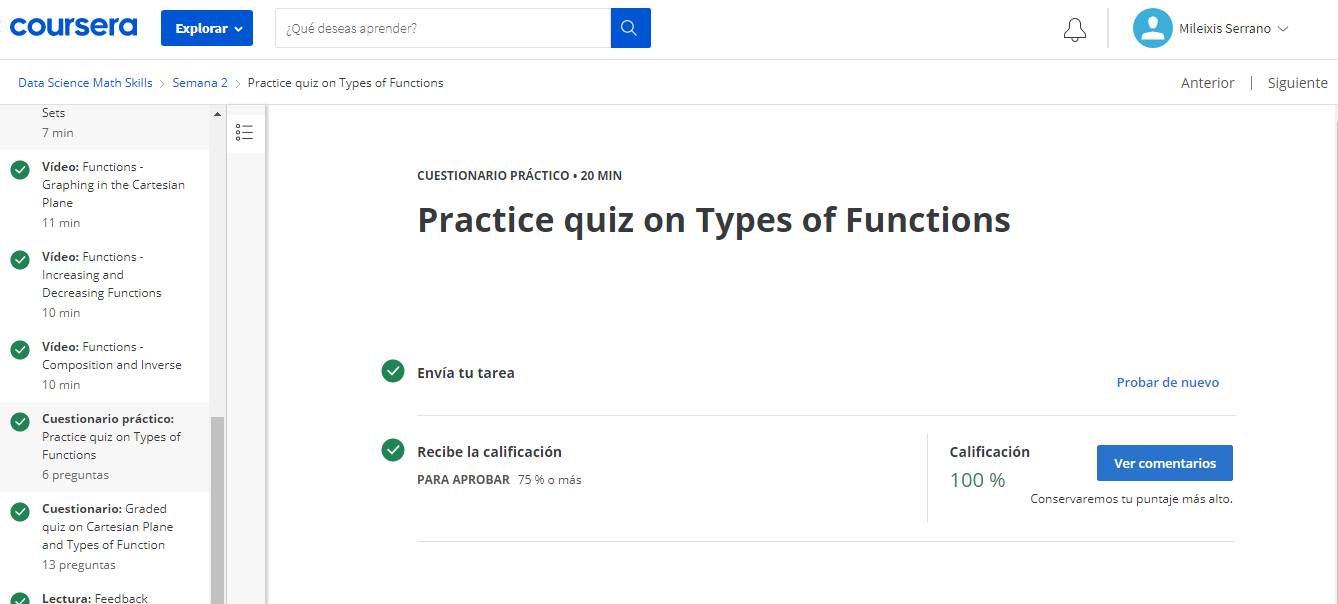 coursera
Explorar
¿Qué deseas aprender?
Mileixis Serrano
Data Science Math Skills > Semana 2 > Practice quiz on Types of Functions
Anterior | Siguiente
Sets
7 min
Vídeo: Functions -
Graphing in the Cartesian
Plane
11 min
Vídeo: Functions -
Increasing and
Decreasing Functions
10 min
Vídeo: Functions -
Composition and Inverse
10 min
Cuestionario práctico:
Practice quiz on Types of
Functions
6 preguntas
Cuestionario: Graded
quiz on Cartesian Plane
and Types of Function
13 preguntas
Lectura: Feedback
CUESTIONARIO PRÁCTICO • 20 MIN
Practice quiz on Types of Functions
Envía tu tarea
Probar de nuevo
Recibe la calificación
PARA APROBAR 75 % o más
Calificación
100 %
Ver comentarios
Conservaremos tu puntaje más alto.